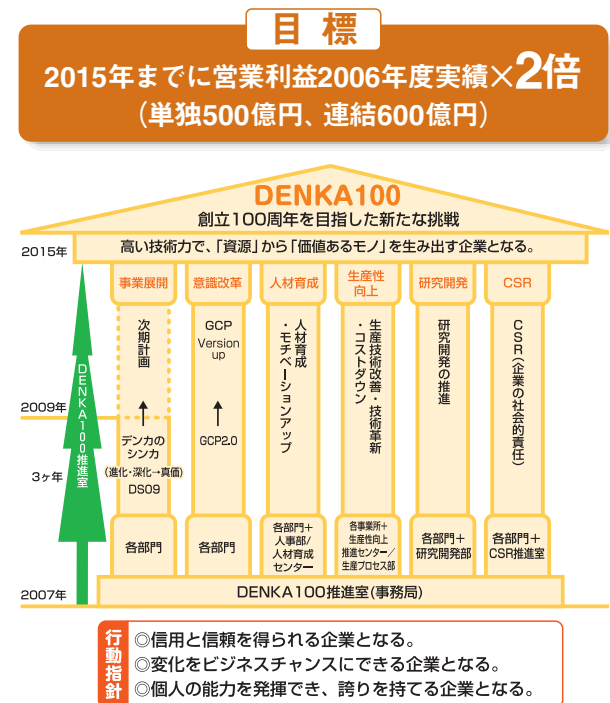 目標
2015年までに営業利益2006年度実績×2倍
（単独500億円、連結600億円）
DENKA100
創立100周年を目指した新たな挑戦
2015年
高い技術力で、「資源」から「価値あるモノ」を生み出す企業となる。
事業展開
意識改革
人材育成
生産性
向上
研究開発
CSR
次期計画
GCP
Version
up
人材育成
・モチベーションアップ
生産技術改善・技術革新
・コストダウン
研究開発の推進
CSR（企業の社会的責任）
DENKA100推進室
2009年
デンカの
シンカ
（進化・深化→真価）
DS09
GCP2.0
3ヶ年
各部門
各部門
各部門＋
人事部/
人材育成
センター
各事業所＋
生産性向上
推進センター／
生産プロセス部
各部門＋
研究開発部
各部門＋
CSR推進室
2007年
DENKA100推進室（事務局）
行動指針
◎信用と信頼を得られる企業となる。
◎変化をビジネスチャンスにできる企業となる。
◎個人の能力を発揮でき、誇りを持てる企業となる。